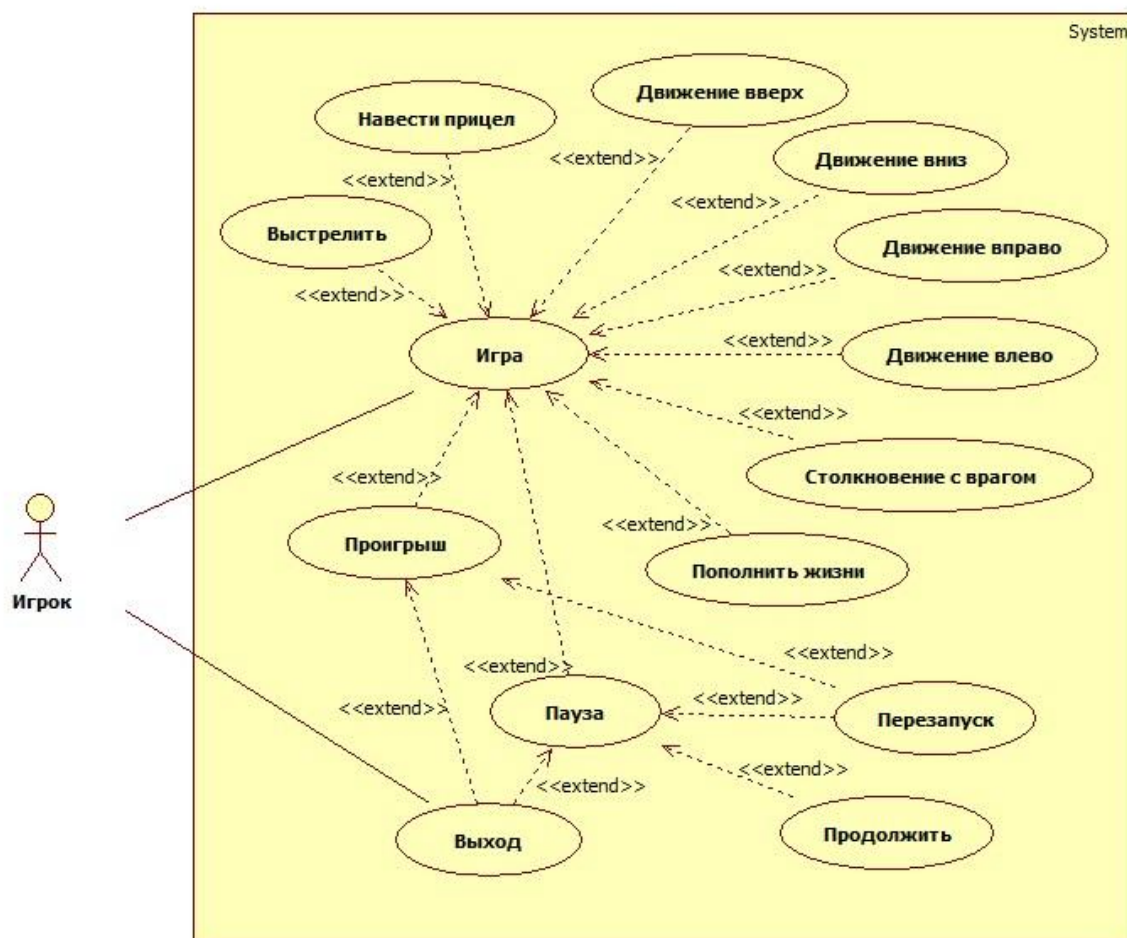 System
Движение вверх
Навести прицел
<<extend>>
Движение вниз
<<extend>>
<<extend>>
Выстрелить
Движение вправо
<<extend>>
<<extend>>
<<extend>>
Игра
Движение влево
<<extend>>
Столкновение с врагом
<<extend>>
<<extend>>
Проигрыш
Пополнить жизни
Игрок
<<extend>>
<<extend>>
<<extend>>
<<extend>>
Пауза
Перезапуск
<<extend>>
<<extend>>
Выход
Продолжить